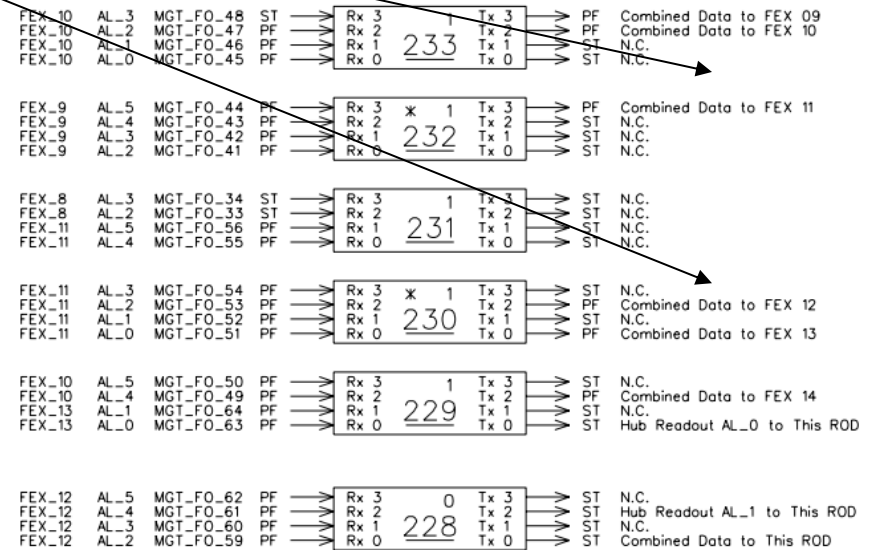 FEX_10 AL_3 MGT_FO_48 ST Rx 3 1 Tx 3 PF Combined Data to FEX 09
FEX_10 AL_2 MGT_FO_47 PF Rx 2 Tx 2 PF Combined Data to FEX 10
FEX_10 AL_1 MGT_FO_46 PF Rx 1 233 Tx 1 ST N.C.
FEX_10 AL_0 MGT_FO_45 PF Rx 0 Tx 0 ST N.C.
FEX_9 AL_5 MGT_FO_44 PF Rx 3 * 1 Tx 3 PF Combined Data to FEX 11
FEX_9 AL_4 MGT_FO_43 PF Rx 2 Tx 2 ST N.C.
FEX_9 AL_3 MGT_FO_42 PF Rx 1 232 Tx 1 ST N.C.
FEX_9 AL_2 MGT_FO_41 PF Rx 0 Tx 0 ST N.C.
FEX_8 AL_3 MGT_FO_34 ST Rx 3 1 Tx 3 ST N.C.
FEX_8 AL_2 MGT_FO_33 ST Rx 2 Tx 2 ST N.C.
FEX_11 AL_5 MGT_FO_56 PF Rx 1 231 Tx 1 ST N.C.
FEX_11 AL_4 MGT_FO_55 PF Rx 0 Tx 0 ST N.C.
FEX_11 AL_3 MGT_FO_54 PF Rx 3 * 1 Tx 3 ST N.C.
FEX_11 AL_2 MGT_FO_53 PF Rx 2 Tx 2 PF Combined Data to FEX 12
FEX_11 AL_1 MGT_FO_52 PF Rx 1 230 Tx 1 ST N.C.
FEX_11 AL_0 MGT_FO_51 PF Rx 0 Tx 0 PF Combined Data to FEX 13
FEX_10 AL_5 MGT_FO_50 PF Rx 3 1 Tx 3 ST N.C.
FEX_10 AL_4 MGT_FO_49 PF Rx 2 Tx 2 PF Combined Data to FEX 14
FEX_13 AL_1 MGT_FO_64 PF Rx 1 229 Tx 1 ST N.C.
FEX_13 AL_0 MGT_FO_63 PF Rx 0 Tx 0 ST Hub Readout AL_0 to This ROD
FEX_12 AL_5 MGT_FO_62 PF Rx 3 0 Tx 3 ST N.C.
FEX_12 AL_4 MGT_FO_61 PF Rx 2 Tx 2 ST Hub Readout AL_1 to This ROD
FEX_12 AL_3 MGT_FO_60 PF Rx 1 228 Tx 1 ST N.C.
FEX_12 AL_2 MGT_FO_59 PF Rx 0 Tx 0 ST Combined Data to This ROD